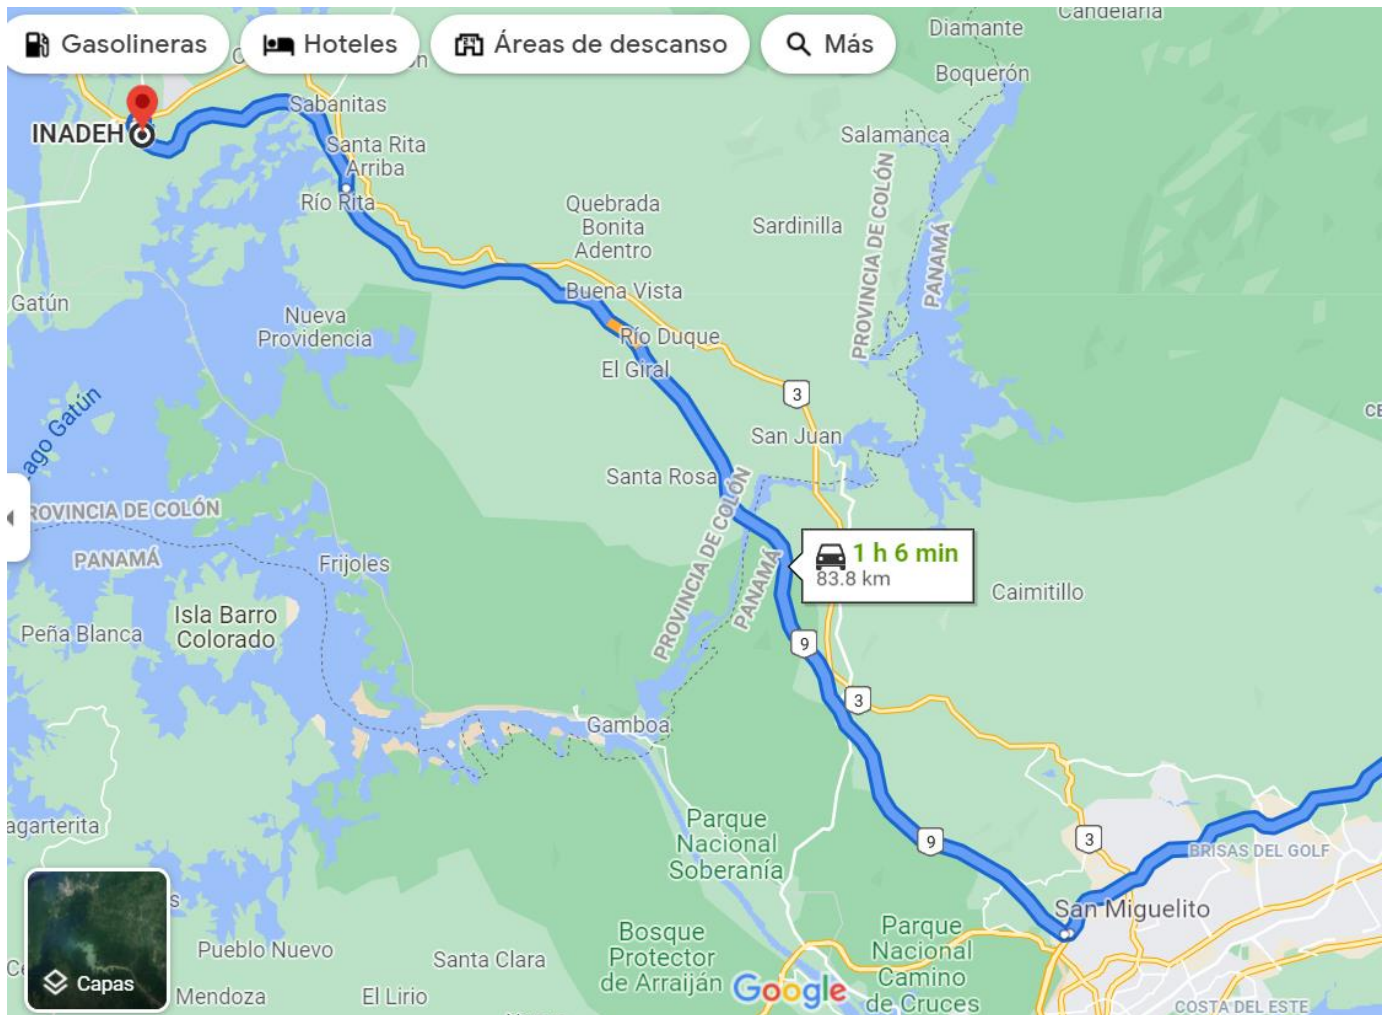 Gasolineras
Hoteles
Áreas de descanso
Más
Candelaria
Diamante
Boquerón
INADEH
Sabanitas
Santa Rita
Arriba
Río Rita
Salamanca
Quebrada
Bonita
Adentro
Sardinilla
PROVINCIA DE COLÓN
PANAMÁ
Gatún
Nueva
Providencia
Buena Vista
Río Duque
El Giral
3
San Juan
ago Gatún
Santa Rosa
ROVINCIA DE COLÓN
PANAMÁ
PROVINCIA DE COLÓN
PANAMÁ
1 h 6 min
83.8 km
Frijoles
Caimitillo
Isla Barro
Colorado
Peña Blanca
9
3
Gamboa
Parque
Nacional
Soberanía
agarterita
9
3
BRISAS DEL GOLF
San Miguelito
Capas
Pueblo Nuevo
Santa Clara
Bosque
Protector
de Arraiján
Parque
Nacional
Camino
de Cruces
Google
Mendoza
El Lirio
COSTA DEL ESTE